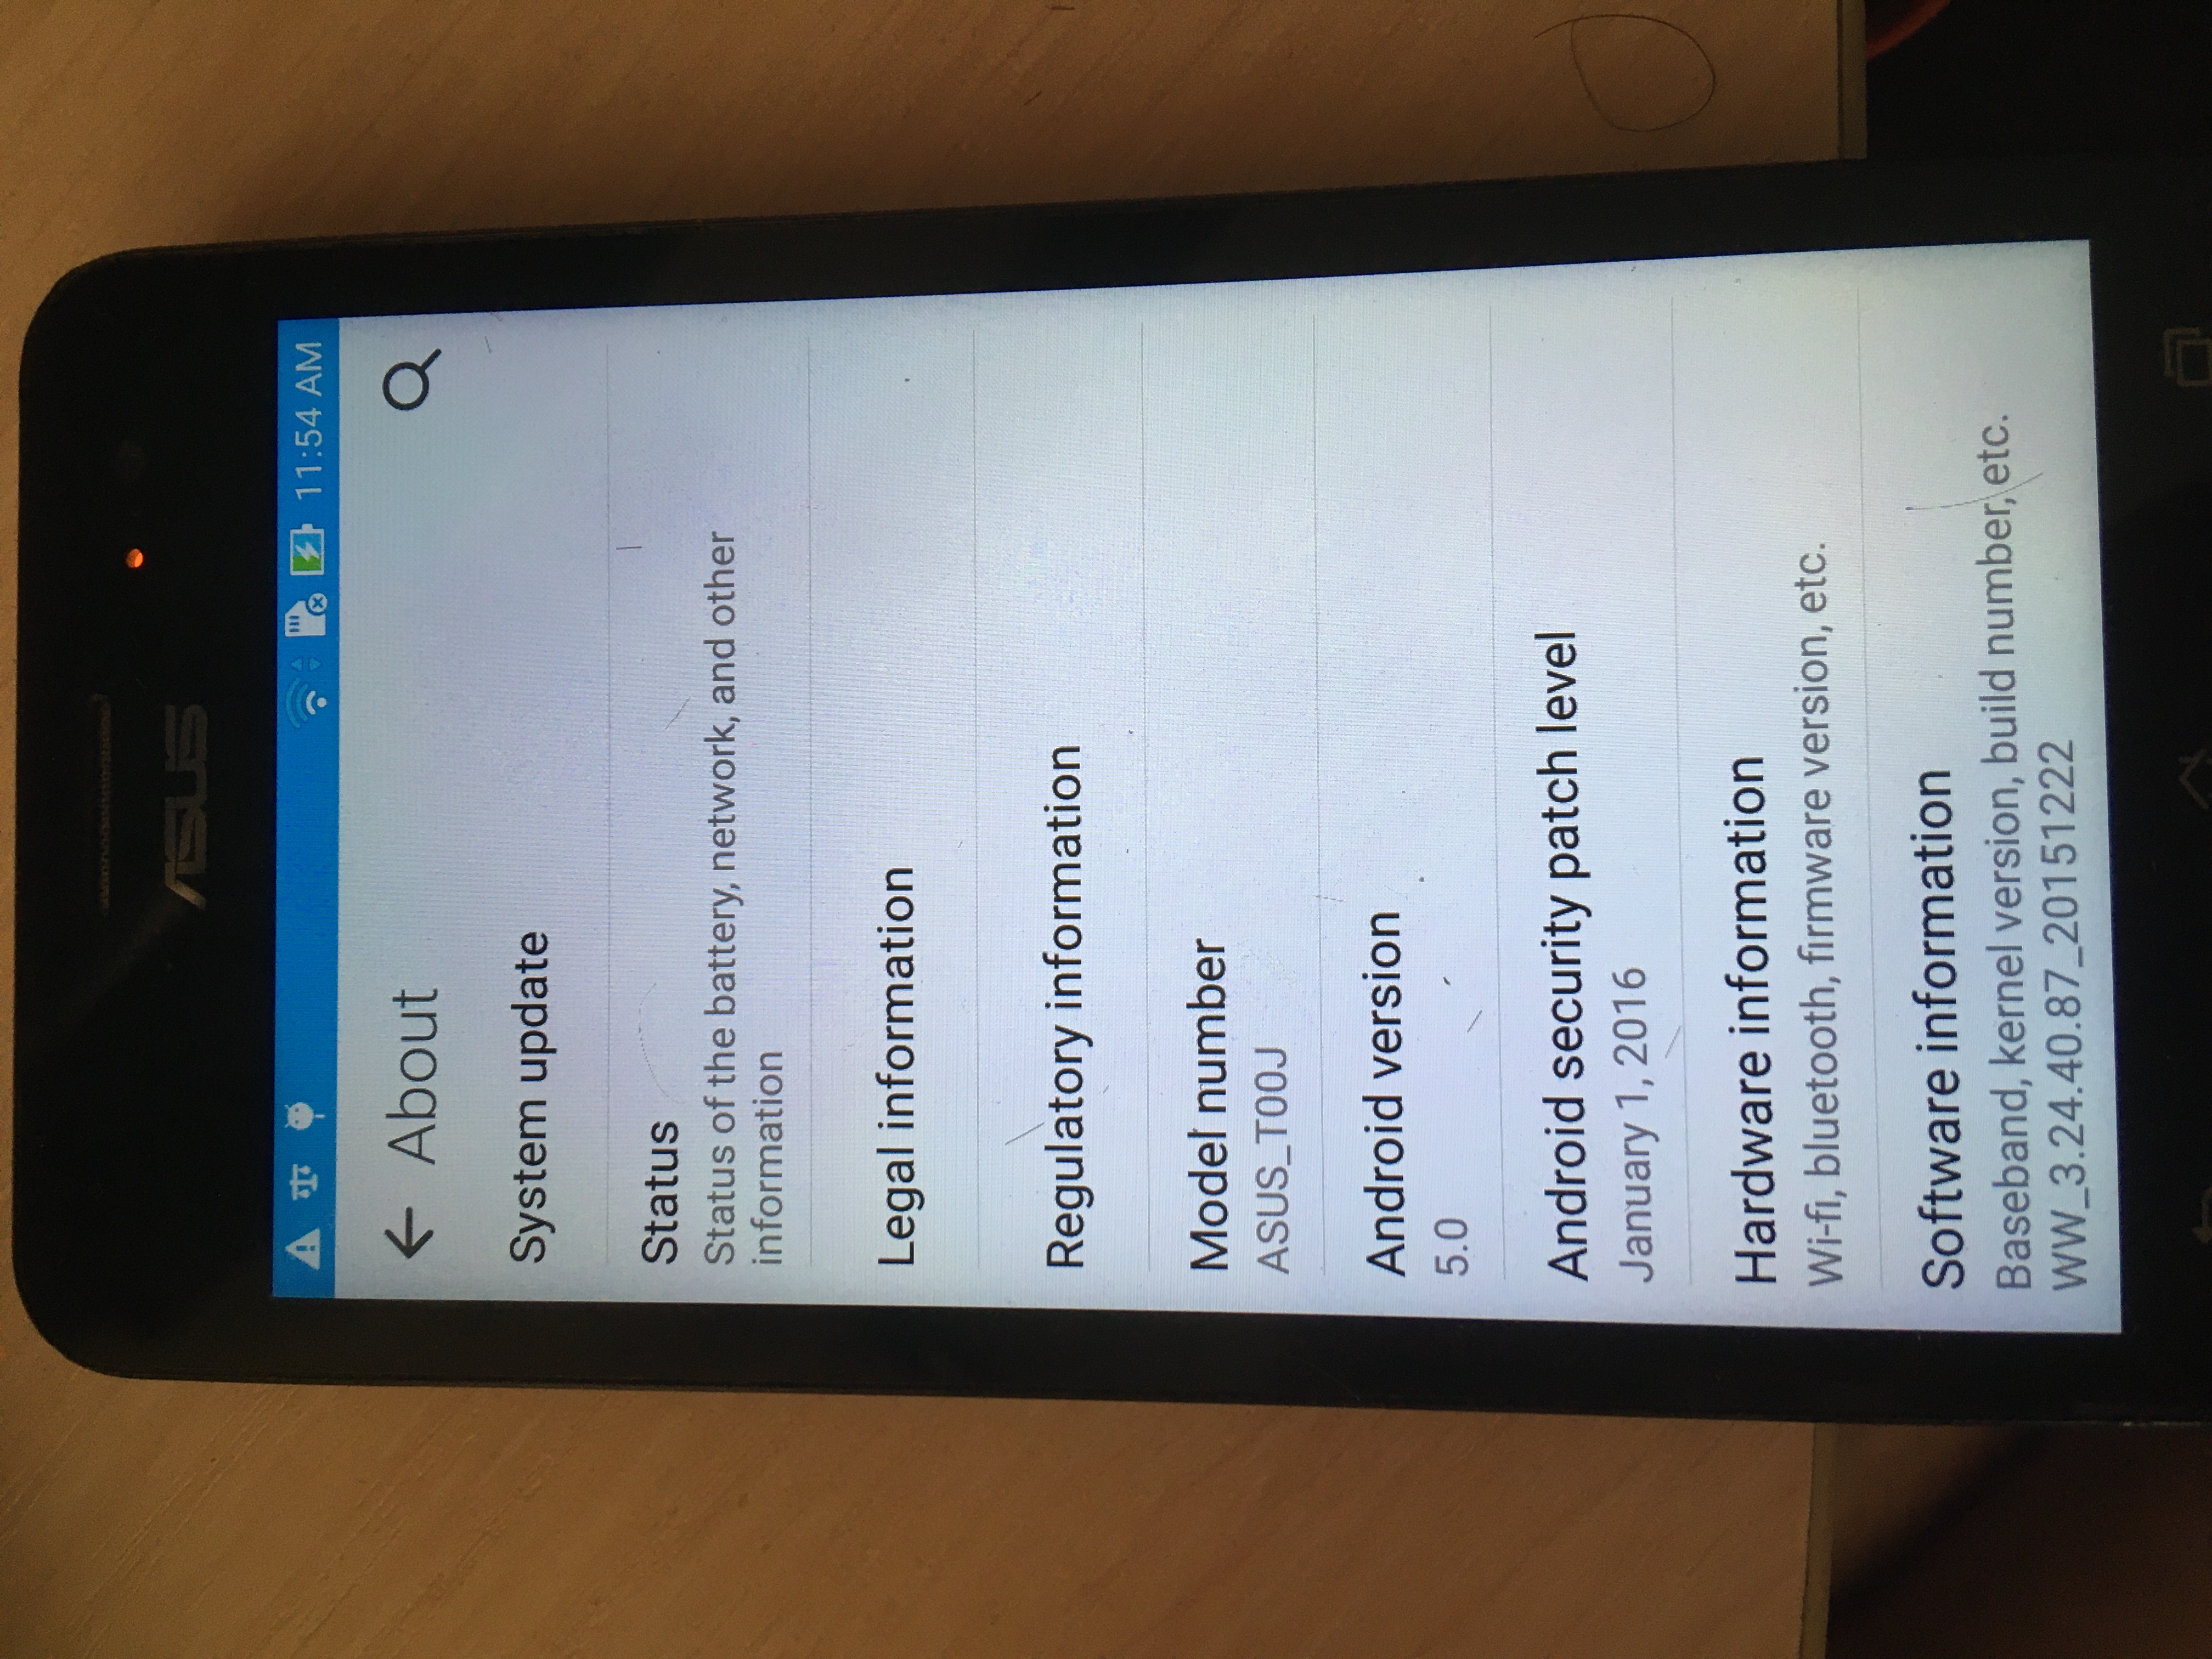 ASUS
11:54 AM
About
System update
Status
Status of the battery, network, and other
information
Legal information
Regulatory information
Model number
ASUS_T00J
Android version
5.0
Android security patch level
January 1, 2016
Hardware information
Wi-fi, bluetooth, firmware version, etc.
Software information
Baseband, kernel version, build number, etc.
WW_3.24.40.87_20151222